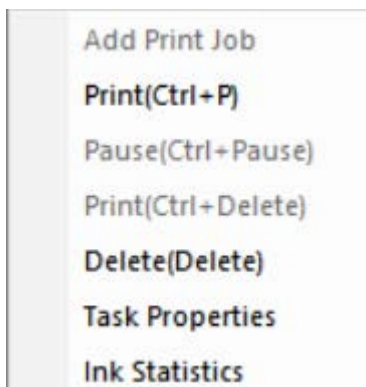 Add Print Job
Print(Ctrl+P)
Pause(Ctrl+Pause)
Print(Ctrl+Delete)
Delete(Delete)
Task Properties
Ink Statistics